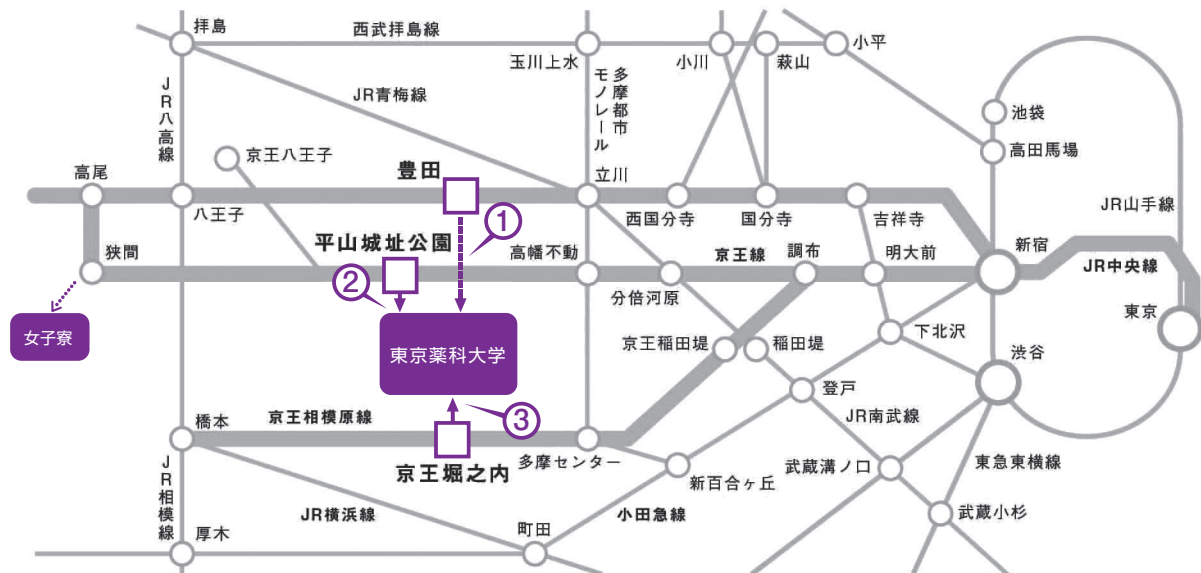 拝島
西武拝島線
玉川上水
小川
萩山
小平
JR八高線
JR青梅線
多摩都市
モノレール
池袋
高田馬場
京王八王子
高尾
八王子
豊田
立川
西国分寺
国分寺
吉祥寺
JR山手線
新宿
①
狭間
平山城址公園
高幡不動
分倍河原
京王線
調布
明大前
JR中央線
②
女子寮
東京薬科大学
京王稲田堤
稲田堤
下北沢
渋谷
東京
登戸
③
橋本
京王相模原線
京王堀之内
多摩センター
新百合ヶ丘
JR南武線
武蔵溝ノ口
東急東横線
JR相模線
JR横浜線
小田急線
武蔵小杉
厚木
町田